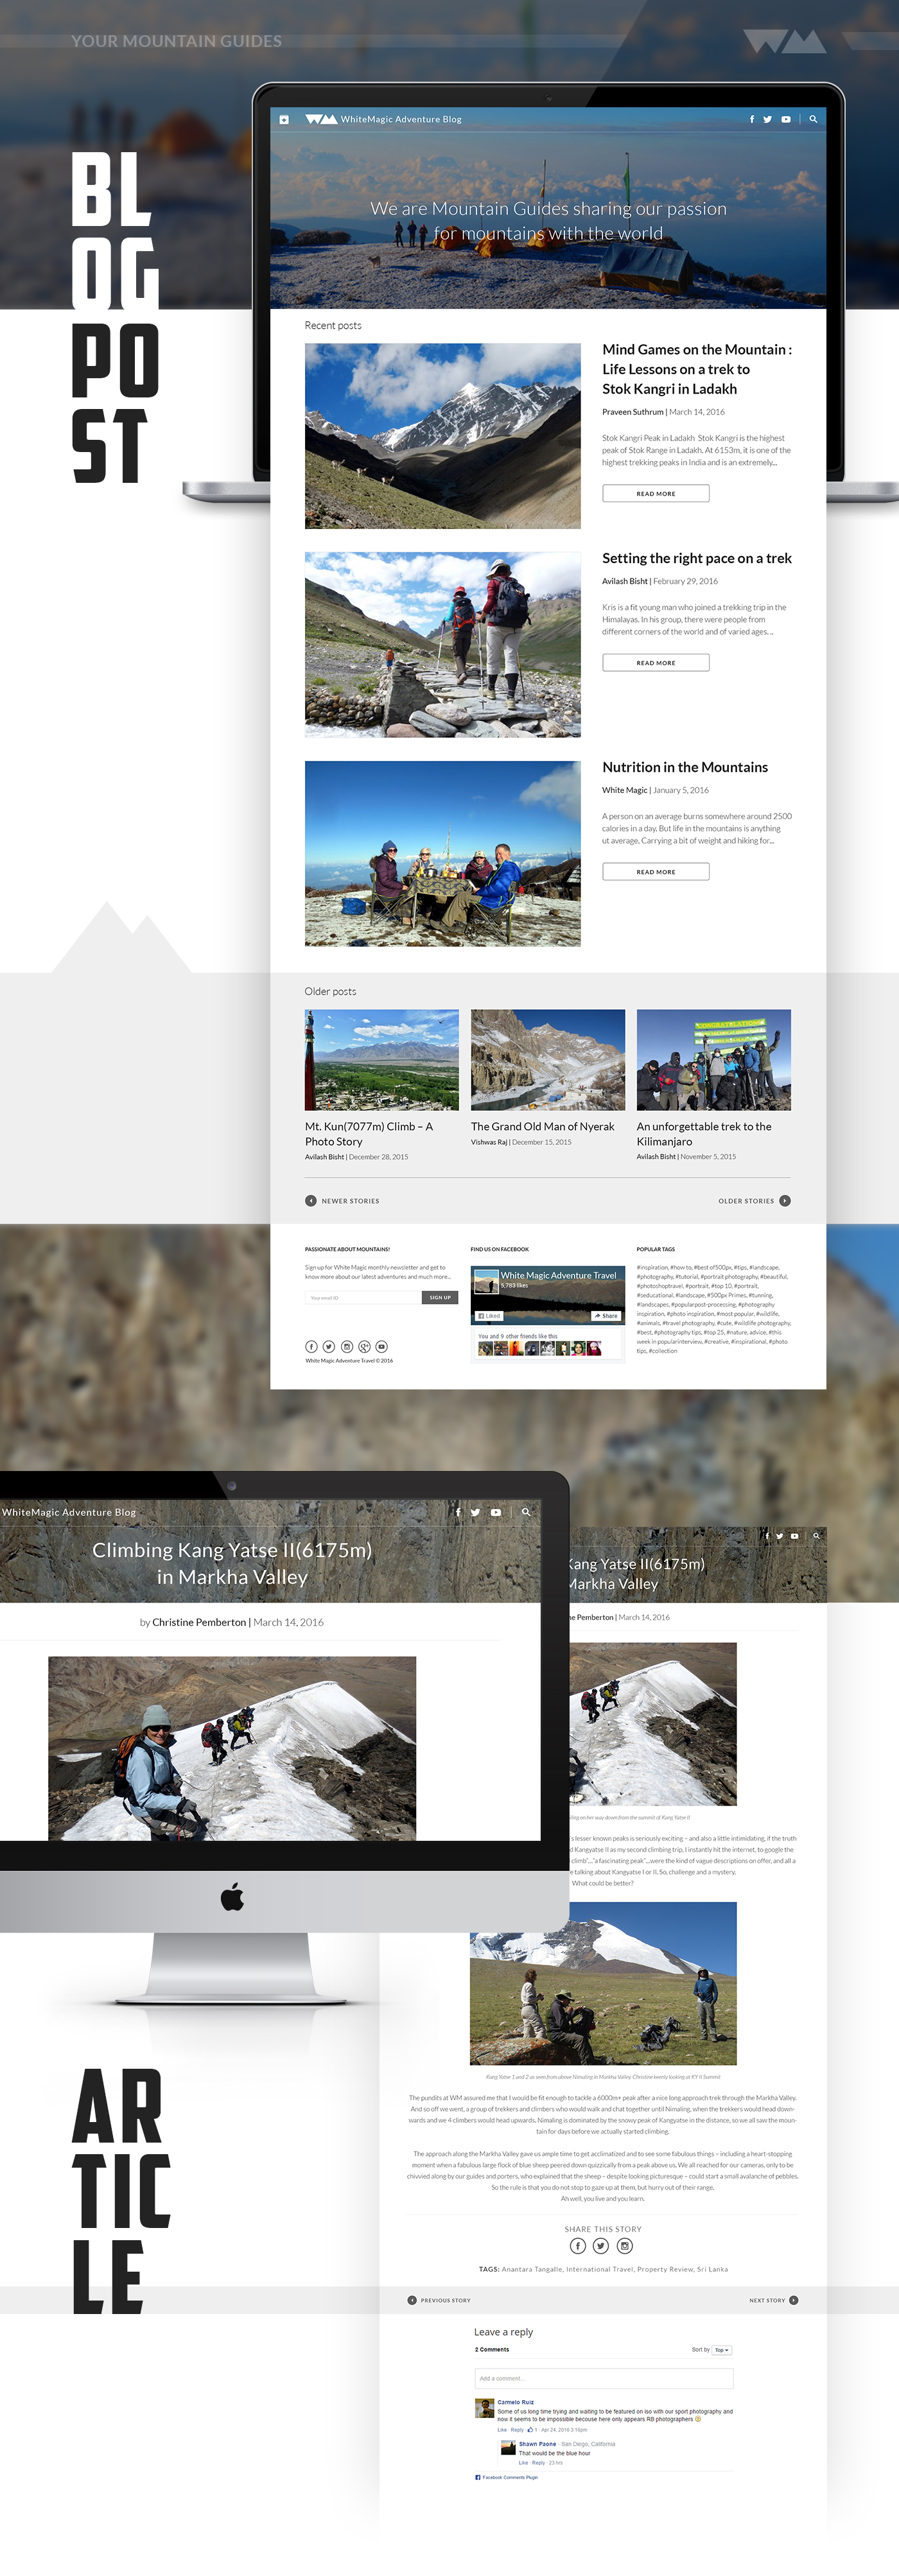 YOUR MOUNTAIN GUIDES
WM
BL
OG
PO
ST
WM WhiteMagic Adventure Blog
We are Mountain Guides sharing our passion
for mountains with the world
Recent posts
Mind Games on the Mountain :
Life Lessons on a trek to
Stok Kangri in Ladakh
Praveen Suthrum | March 14, 2016
Stok Kangri Peak in Ladakh Stok Kangri is the highest
peak of Stok Range in Ladakh. At 6153m, it is one of the
highest trekking peaks in India and is an extremely...
READ MORE
Setting the right pace on a trek
Avilash Bisht | February 29, 2016
Kris is a fit young man who joined a trekking trip in the
Himalayas. In his group, there were people from
different corners of the world and of varied ages. ..
READ MORE
Nutrition in the Mountains
White Magic | January 5, 2016
A person on an average burns somewhere around 2500
calories in a day. But life in the mountains is anything
ut average. Carrying a bit of weight and hiking for...
READ MORE
Older posts
CONGRATULATIONS
Mt. Kun(7077m) Climb – A
Photo Story
Avilash Bisht | December 28, 2015
The Grand Old Man of Nyerak
Vishwas Raj | December 15, 2015
An unforgettable trek to the
Kilimanjaro
Avilash Bisht | November 5, 2015
NEWER STORIES
OLDER STORIES
PASSIONATE ABOUT MOUNTAINS!
Sign up for White Magic monthly newsletter and get to
know more about our latest adventures and much more...
Your email ID
SIGN UP
White Magic Adventure Travel © 2016
FIND US ON FACEBOOK
White Magic Adventure Travel
5,783 likes
Liked
Share
You and 9 other friends like this
POPULAR TAGS
#inspiration, #how to, #best of500px, #tips, #landscape,
#photography, #tutorial, #portrait photography, #beautiful,
#photoshoptravel, #portrait, #top 10, #portrait,
#seducational, #landscape, #500px Primes, #tunning,
#landscapes, #popularpost-processing, #photography
inspiration, #photo inspiration, #most popular, #wildlife,
#animals, #travel photography, #cute, #wildlife photography,
#best, #photography tips, #top 25, #nature, advice, #this
week in popularinterview, #creative, #inspirational, #photo
tips, #collection
WhiteMagic Adventure Blog
Climbing Kang Yatse II(6175m)
in Markha Valley
by Christine Pemberton | March 14, 2016
Kang Yatse II(6175m)
Markha Valley
ne Pemberton | March 14, 2016
ling on her way down from the summit of Kang Yatse II
's lesser known peaks is seriously exciting – and also a little intimidating, if the truth
d Kangyatse II as my second climbing trip, I instantly hit the internet, to google the
climb"..."a fascinating peak"...were the kind of vague descriptions on offer, and all a
e talking about Kangyatse I or II. So, challenge and a mystery.
What could be better?
Kang Yatse 1 and 2 as seen from above Nimaling in Markha Valley. Christine keenly looking at KY II Summit
The pundits at WM assured me that I would be fit enough to tackle a 6000m+ peak after a nice long approach trek through the Markha Valley.
And so off we went, a group of trekkers and climbers who would walk and chat together until Nimaling, when the trekkers would head down-
wards and we 4 climbers would head upwards. Nimaling is dominated by the snowy peak of Kangyatse in the distance, so we all saw the moun-
tain for days before we actually started climbing.
The approach along the Markha Valley gave us ample time to get acclimatized and to see some fabulous things – including a heart-stopping
moment when a fabulous large flock of blue sheep peered down quizzically from a peak above us. We all reached for our cameras, only to be
chivvied along by our guides and porters, who explained that the sheep – despite looking picturesque – could start a small avalanche of pebbles.
So the rule is that you do not stop to gaze up at them, but hurry out of their range.
Ah well, you live and you learn.
SHARE THIS STORY
TAGS: Anantara Tangalle, International Travel, Property Review, Sri Lanka
PREVIOUS STORY
NEXT STORY
AR
TIC
LE
Leave a reply
2 Comments
Sort by Top
Add a comment...
Carmelo Ruiz
Some of us long time trying and waiting to be featured on iso with our sport photography and
now it seems to be impossible becouse here only appears RB photographers
Like · Reply · 1 · Apr 24, 2016 3:16pm
Shawn Paone · San Diego, California
That would be the blue hour
Like · Reply · 23 hrs
Facebook Comments Plugin